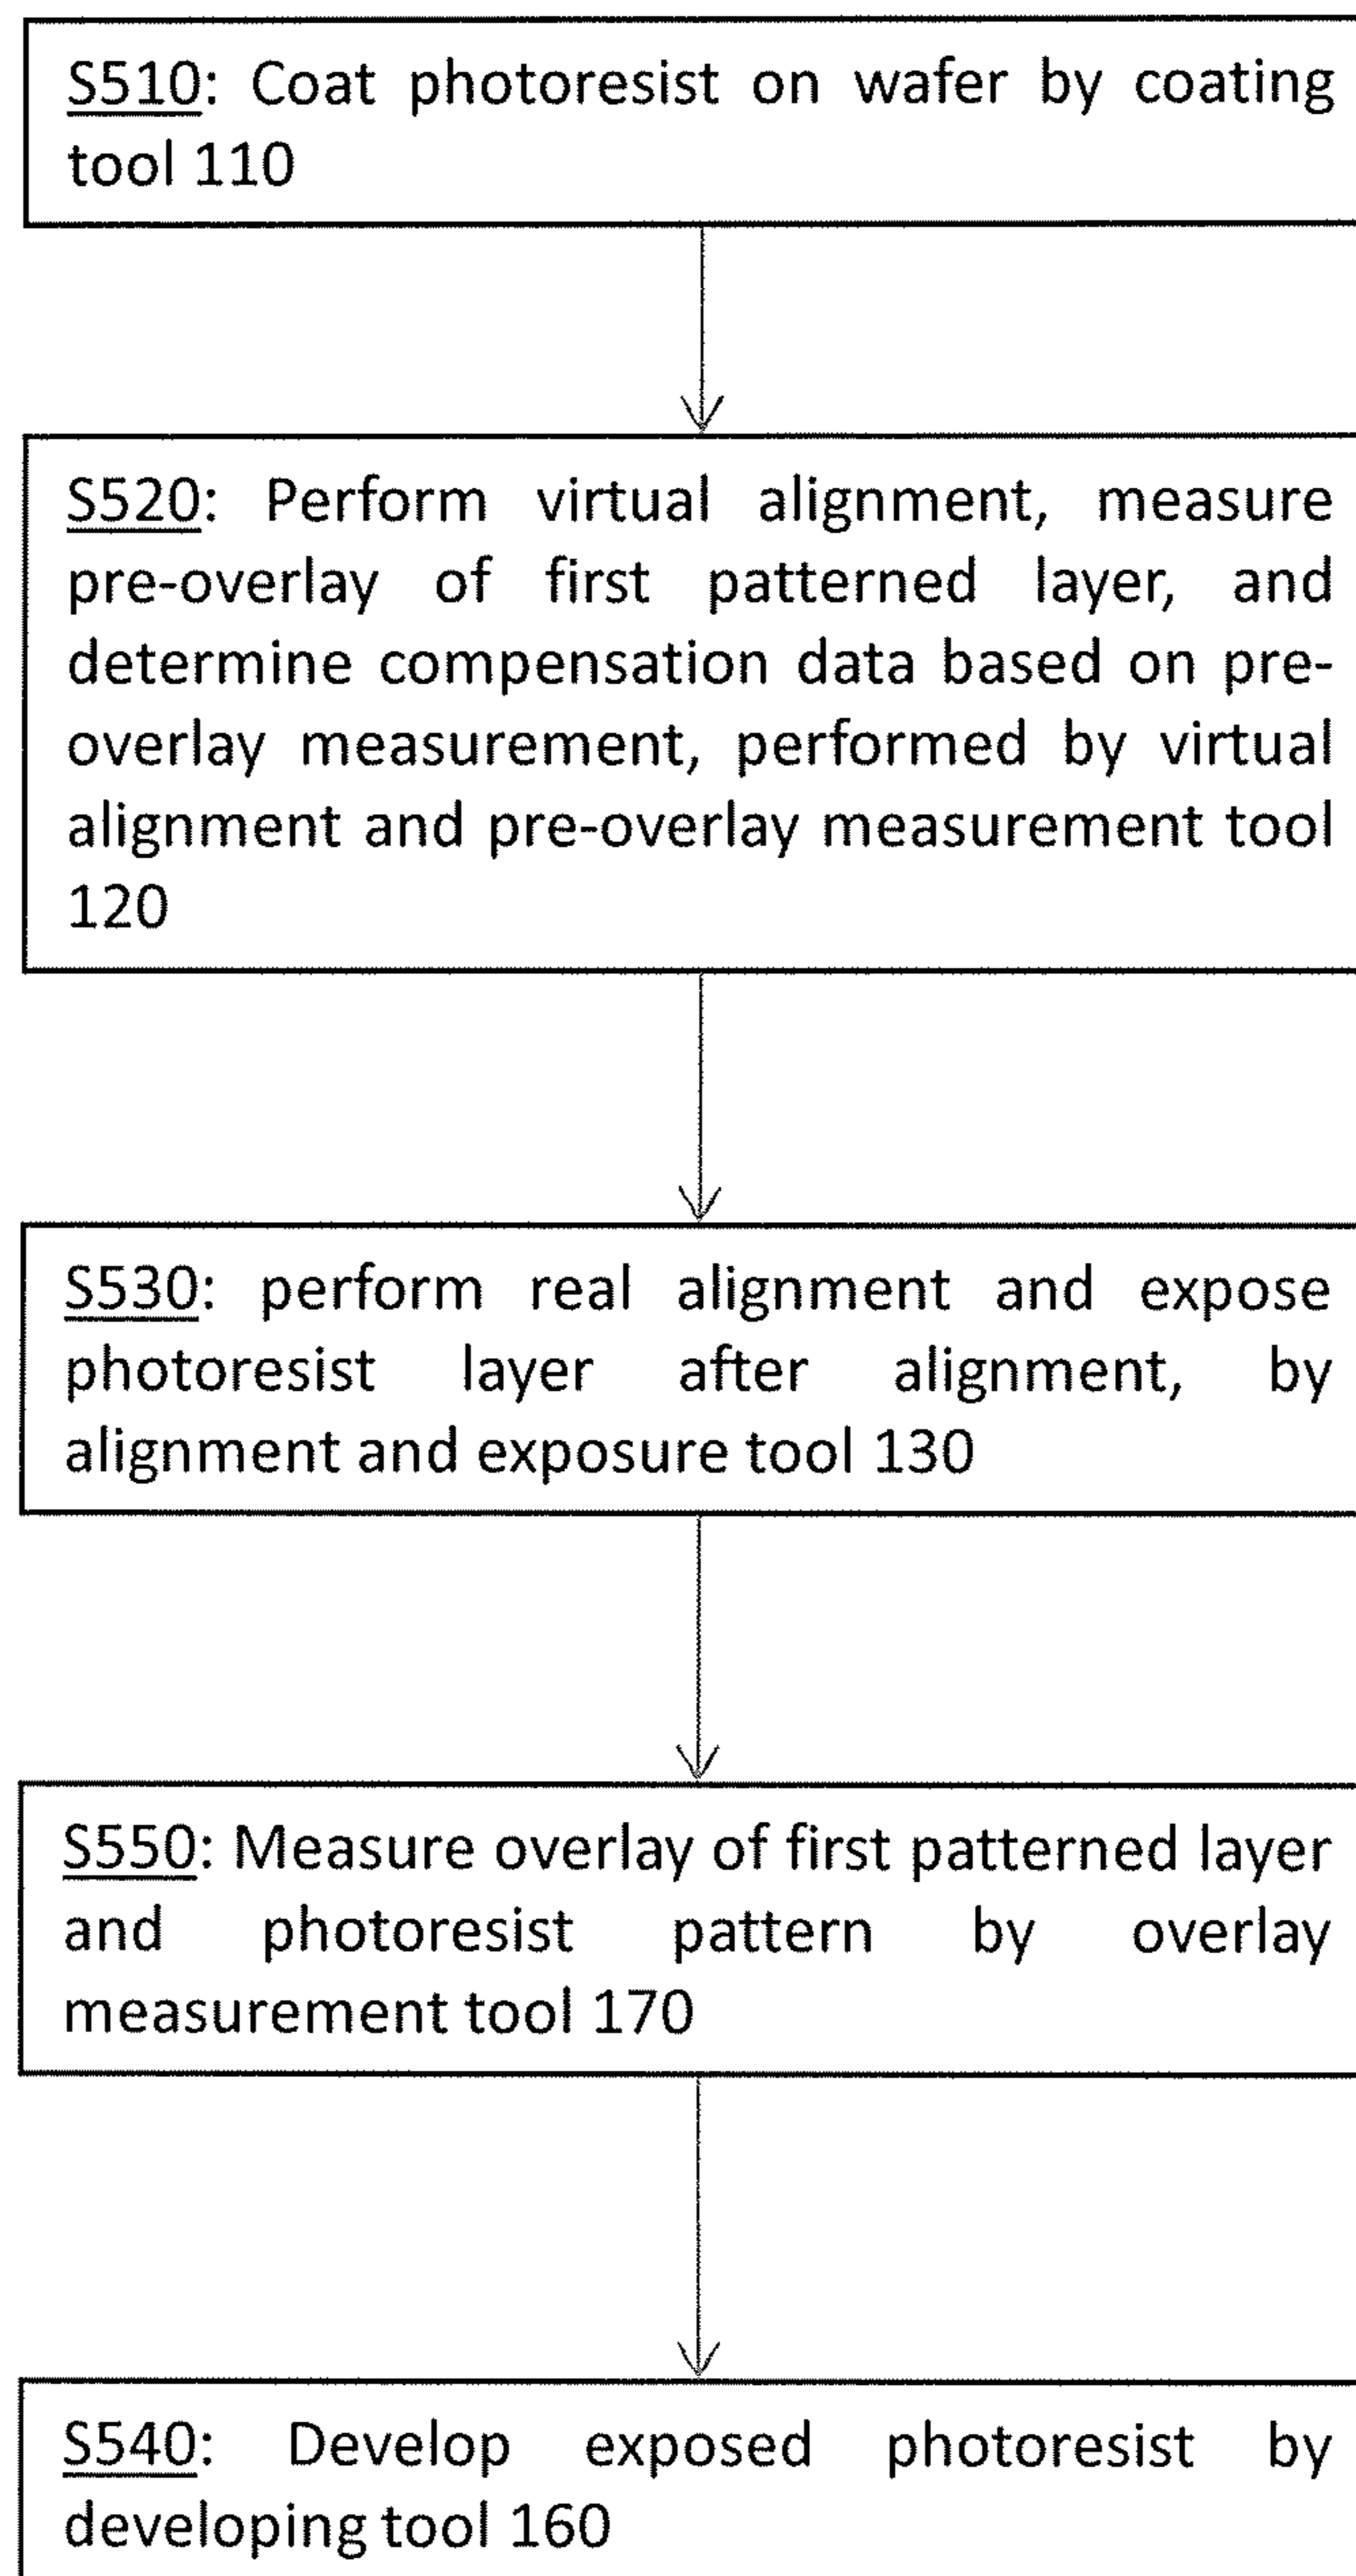 S510: Coat photoresist on wafer by coating
tool 110
S520: Perform virtual alignment, measure
pre-overlay of first patterned layer, and
determine compensation data based on pre-
overlay measurement, performed by virtual
alignment and pre-overlay measurement tool
120
S530: perform real alignment and expose
photoresist layer after alignment, by
alignment and exposure tool 130
S550: Measure overlay of first patterned layer
and photoresist pattern by overlay
measurement tool 170
S540: Develop exposed photoresist by
developing tool 160